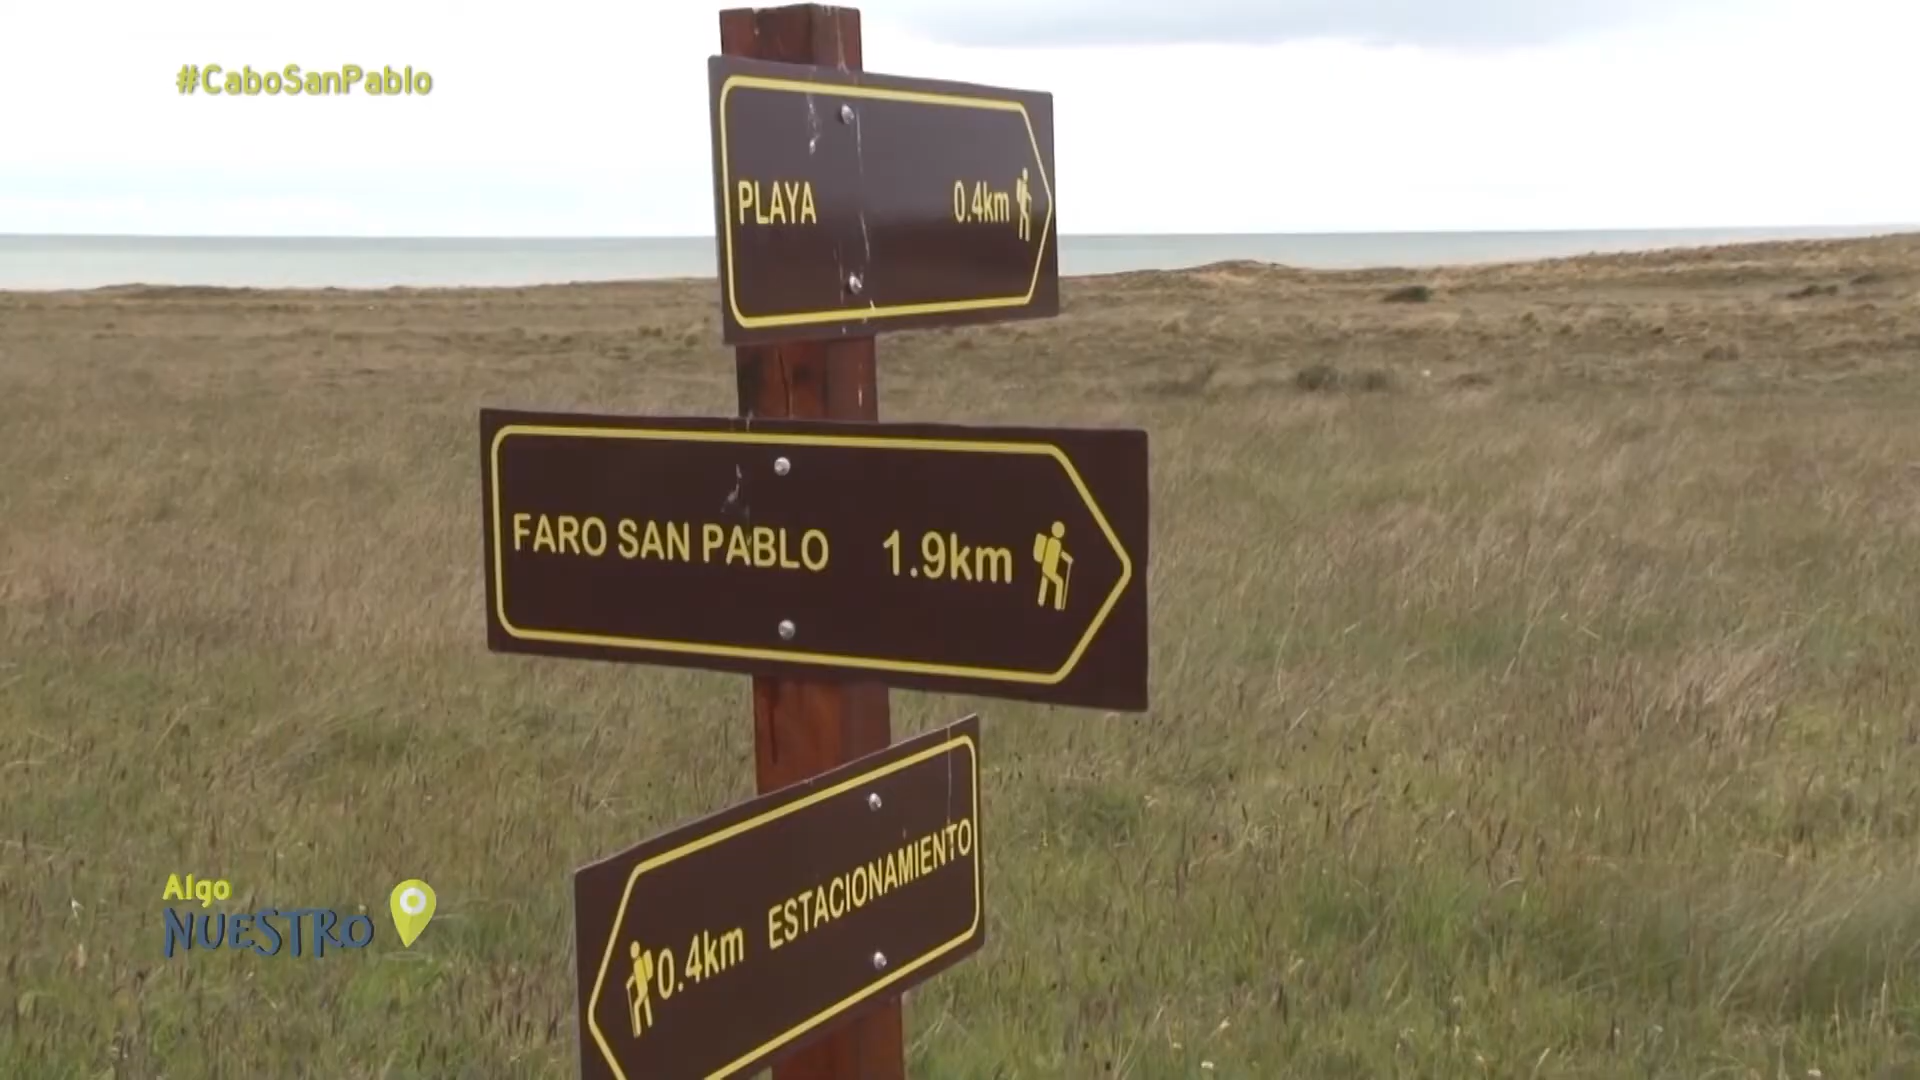 #CaboSanPablo
PLAYA 0.4km
FARO SAN PABLO 1.9km
0.4km ESTACIONAMIENTO
Algo
NUESTRO